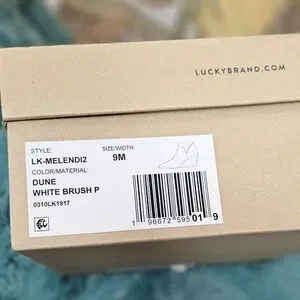 LUCKYBRAND.COM
STYLE: SIZE/WIDTH:
LK-MELENDI2 9M
COLOR/MATERIAL:
DUNE
WHITE BRUSH P
0310LK1917
1 96672 59501 9